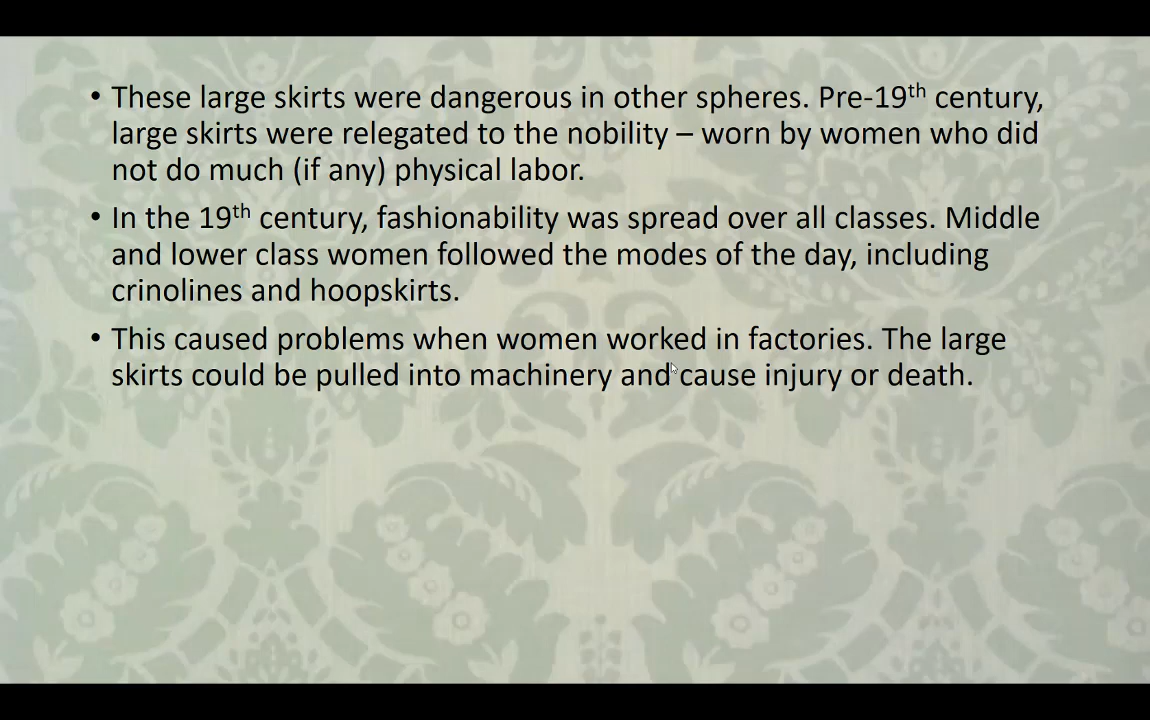 • These large skirts were dangerous in other spheres. Pre-19th century,
large skirts were relegated to the nobility – worn by women who did
not do much (if any) physical labor.
• In the 19th century, fashionability was spread over all classes. Middle
and lower class women followed the modes of the day, including
crinolines and hoopskirts.
• This caused problems when women worked in factories. The large
skirts could be pulled into machinery and cause injury or death.